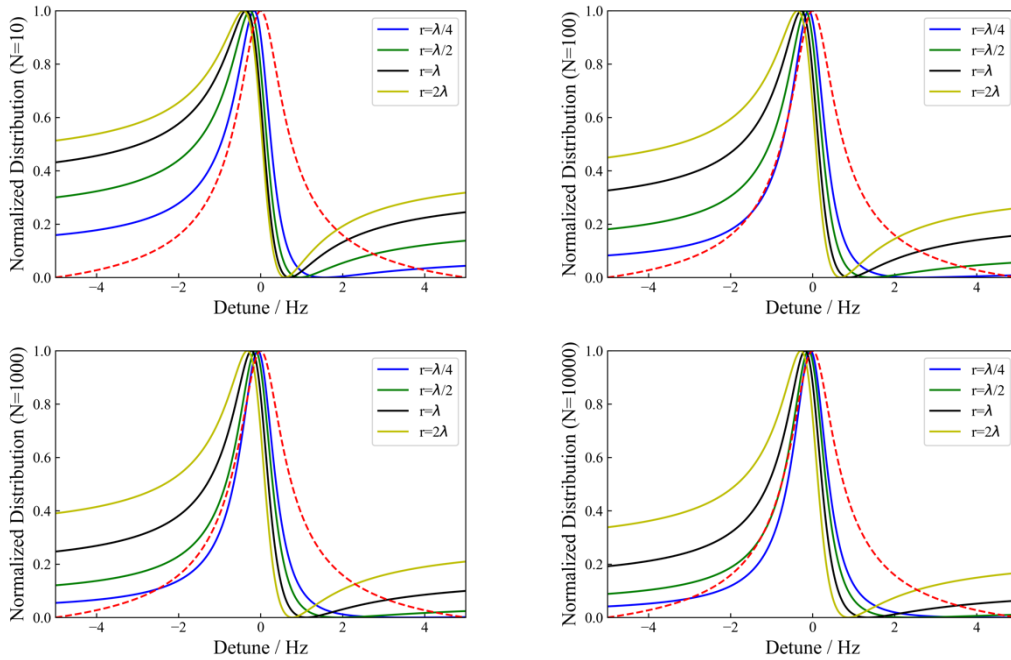 1.0
0.8
0.6
0.4
0.2
0.0
Normalized Distribution (N=10)
r=λ/4
r=λ/2
r=λ
r=2λ
−4 −2 0 2 4
Detune / Hz
1.0
0.8
0.6
0.4
0.2
0.0
Normalized Distribution (N=100)
r=λ/4
r=λ/2
r=λ
r=2λ
−4 −2 0 2 4
Detune / Hz
1.0
0.8
0.6
0.4
0.2
0.0
Normalized Distribution (N=1000)
r=λ/4
r=λ/2
r=λ
r=2λ
−4 −2 0 2 4
Detune / Hz
1.0
0.8
0.6
0.4
0.2
0.0
Normalized Distribution (N=10000)
r=λ/4
r=λ/2
r=λ
r=2λ
−4 −2 0 2 4
Detune / Hz